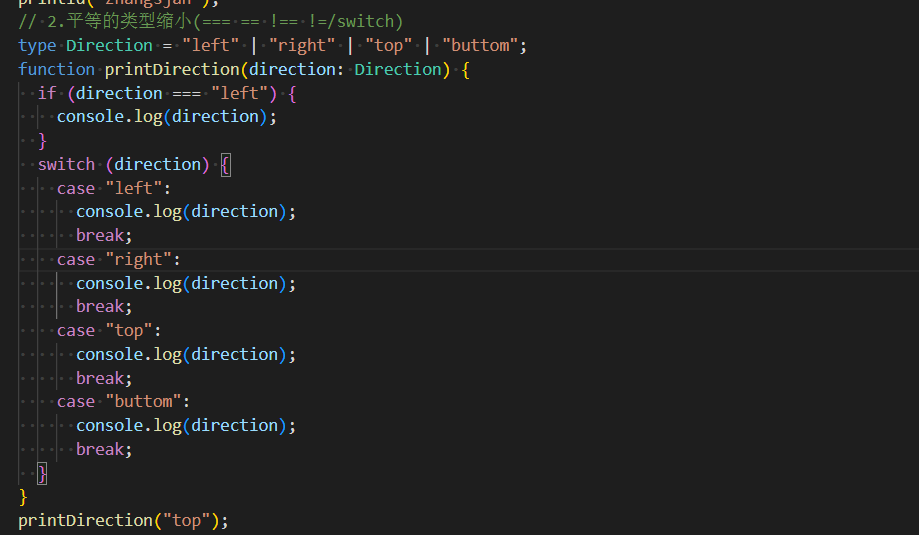 printId("zhangsjan");
// 2.平等的类型缩小(=== == !== !=/switch)
type Direction = "left" | "right" | "top" | "buttom";
function printDirection(direction: Direction) {
if (direction === "left") {
console.log(direction);
}
switch (direction) {
case "left":
console.log(direction);
break;
case "right":
console.log(direction);
break;
case "top":
console.log(direction);
break;
case "buttom":
console.log(direction);
break;
}
}
printDirection("top");